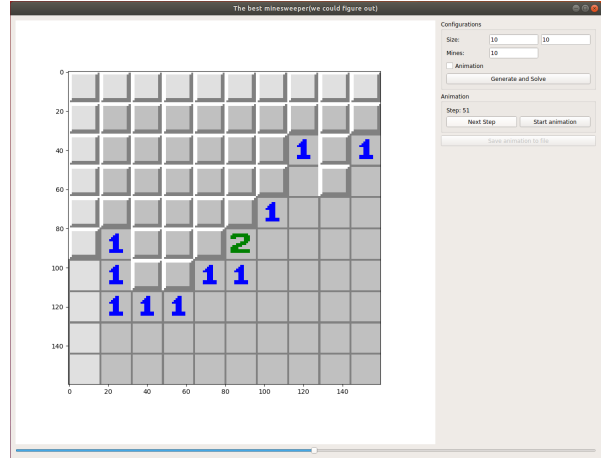 The best minesweeper(we could figure out)
Configurations
Size: 10 10
Mines: 10
Animation
Generate and Solve
Animation
Step: 51
Next Step Start animation
Save animation to file
0
20
40 1 1
60
1
80
1 2
100
1 1 1
120 1 1 1
140
0 20 40 60 80 100 120 140